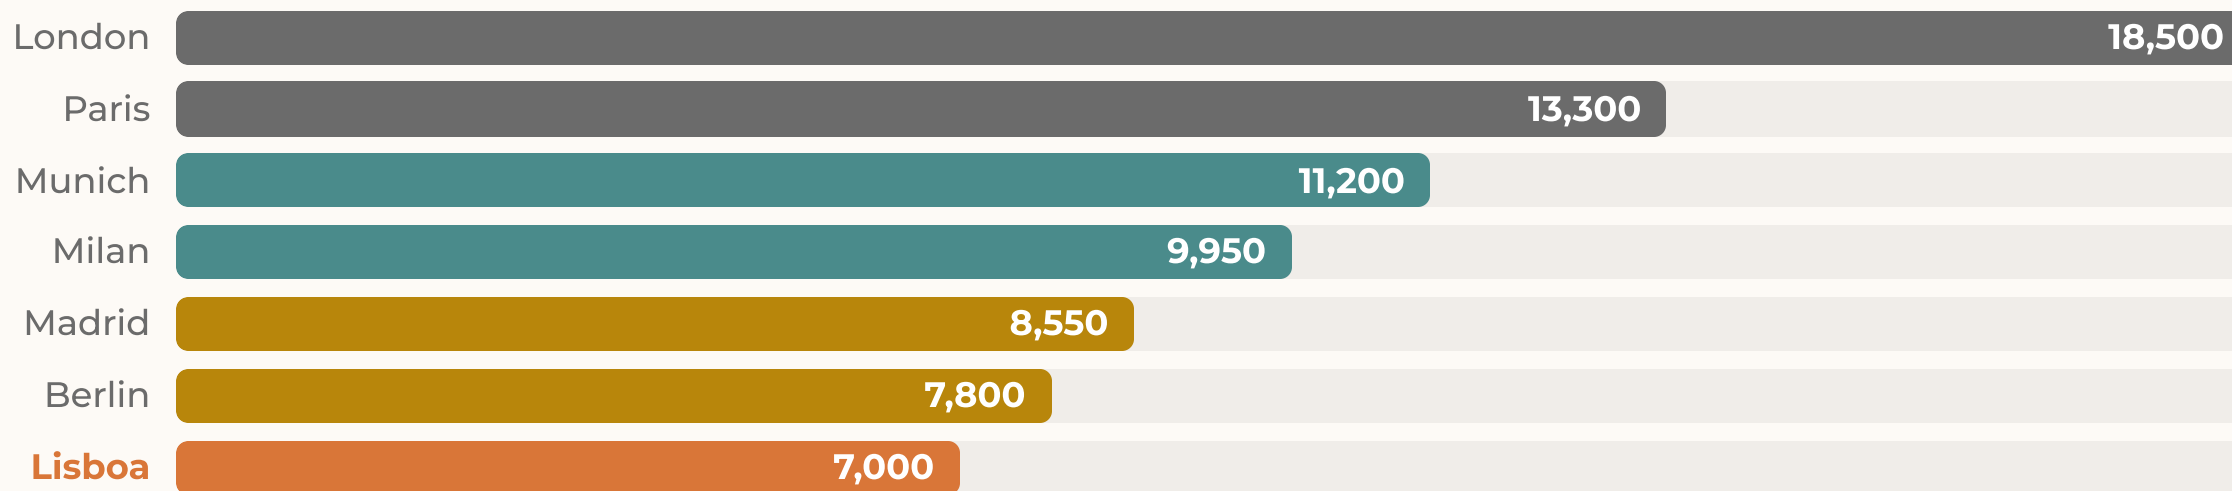 London 18,500
Paris 13,300
Munich 11,200
Milan 9,950
Madrid 8,550
Berlin 7,800
Lisboa 7,000